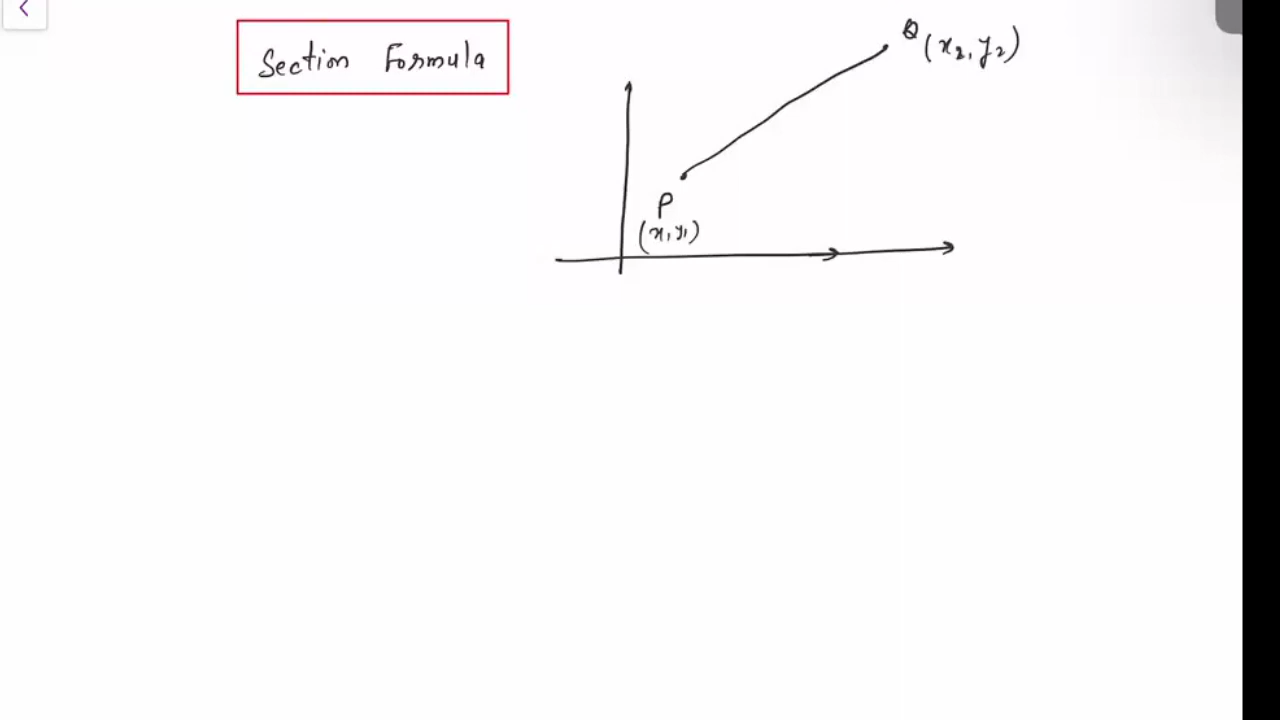 Section Formula
Q (x₂, y₂)
P
(x₁ y₁)